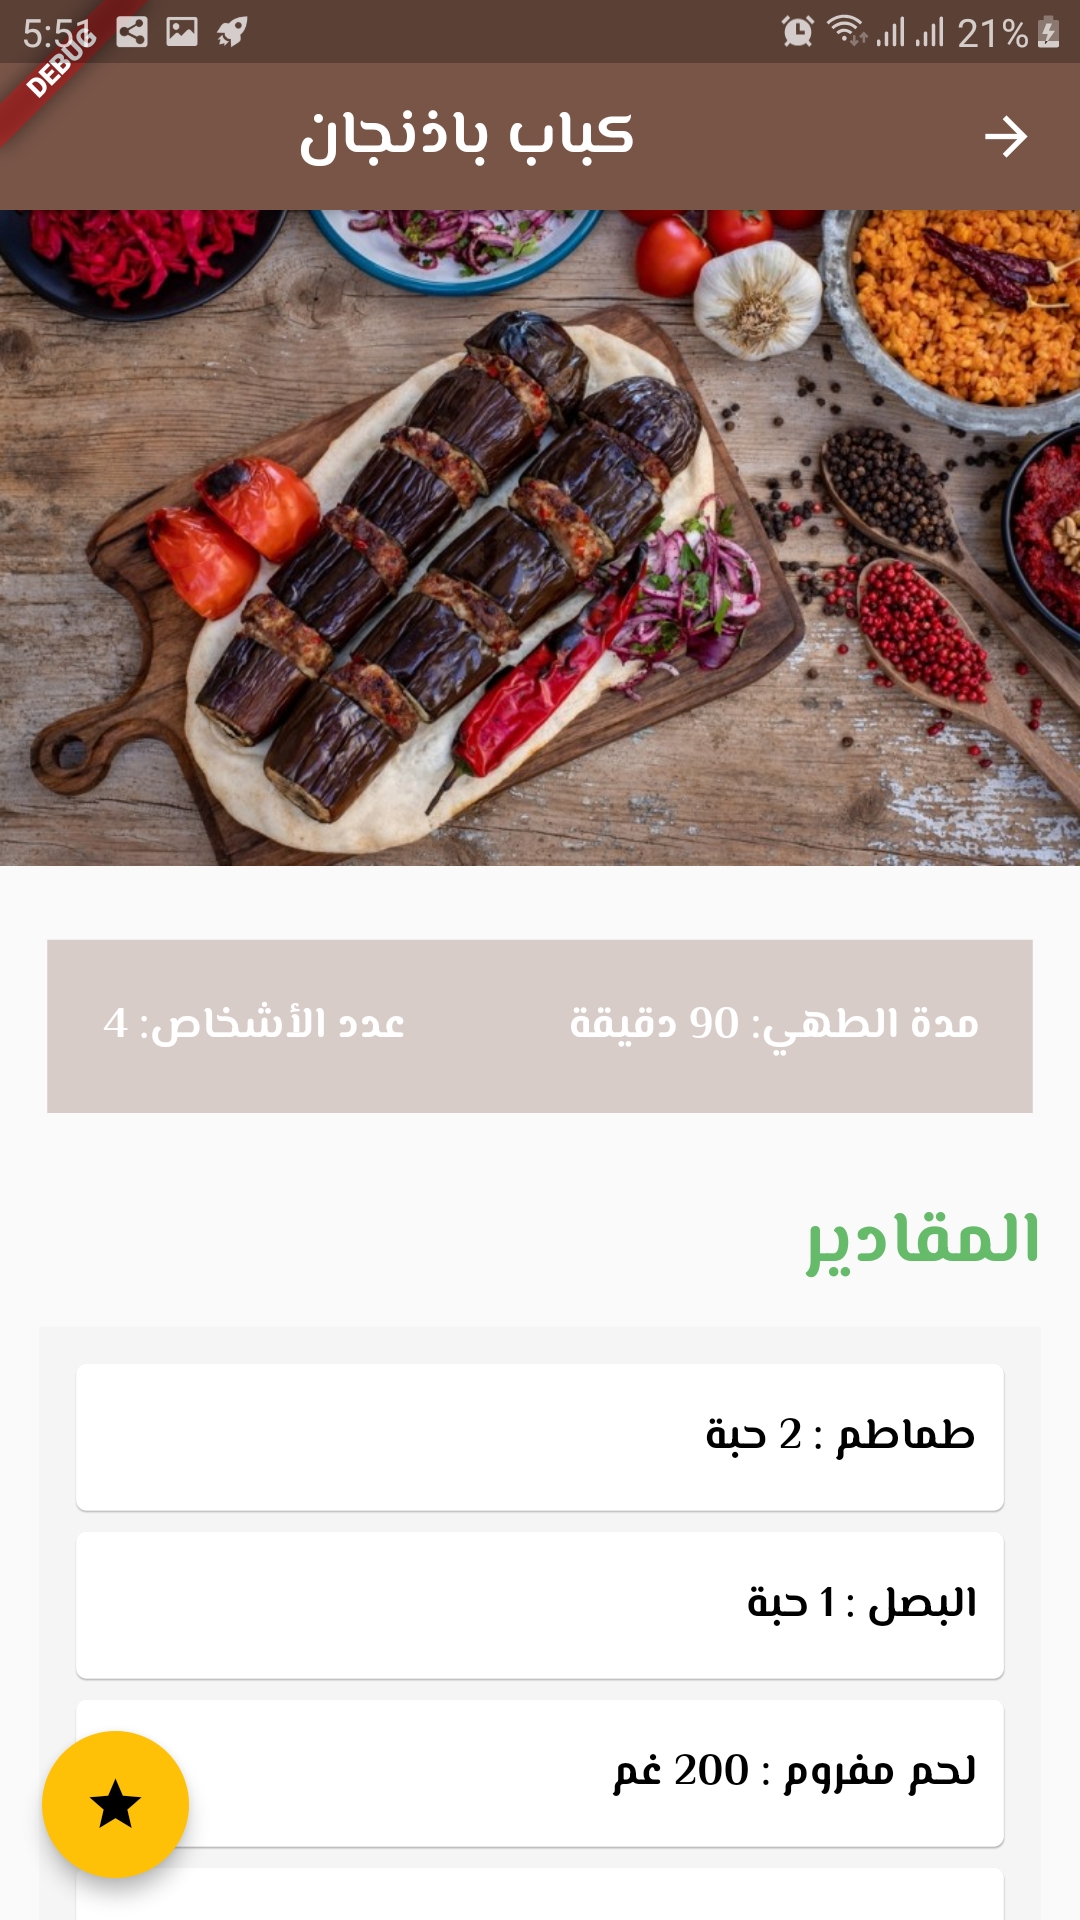 5:51
21%
DEBUG
كباب باذنجان
مدة الطهي: 90 دقيقة
عدد الأشخاص: 4
المقادير
طماطم : 2 حبة
البصل : 1 حبة
لحم مفروم : 200 غم